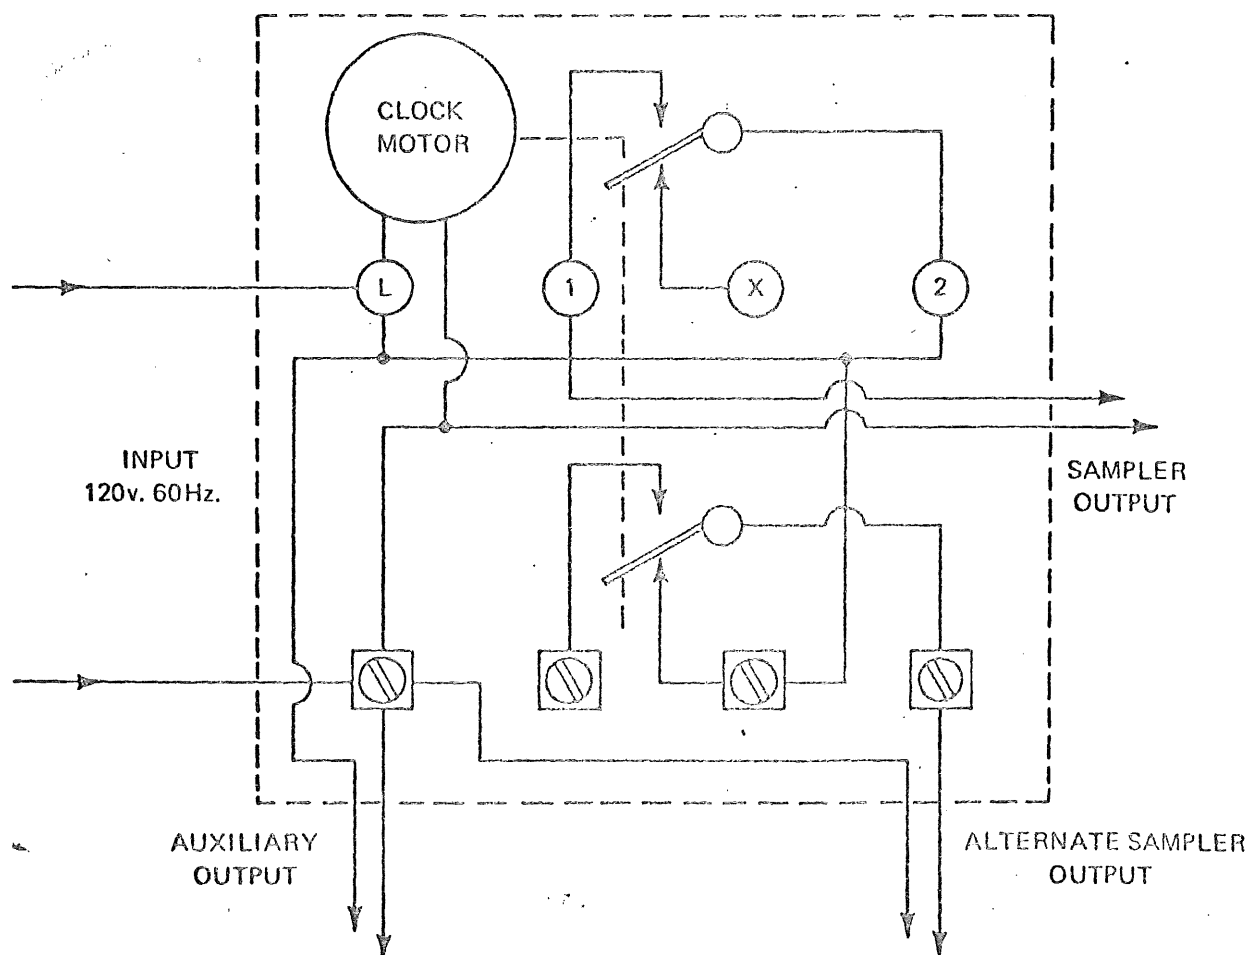 CLOCK
MOTOR
L
1
X
2
INPUT
120v. 60Hz.
SAMPLER
OUTPUT
AUXILIARY
OUTPUT
ALTERNATE SAMPLER
OUTPUT